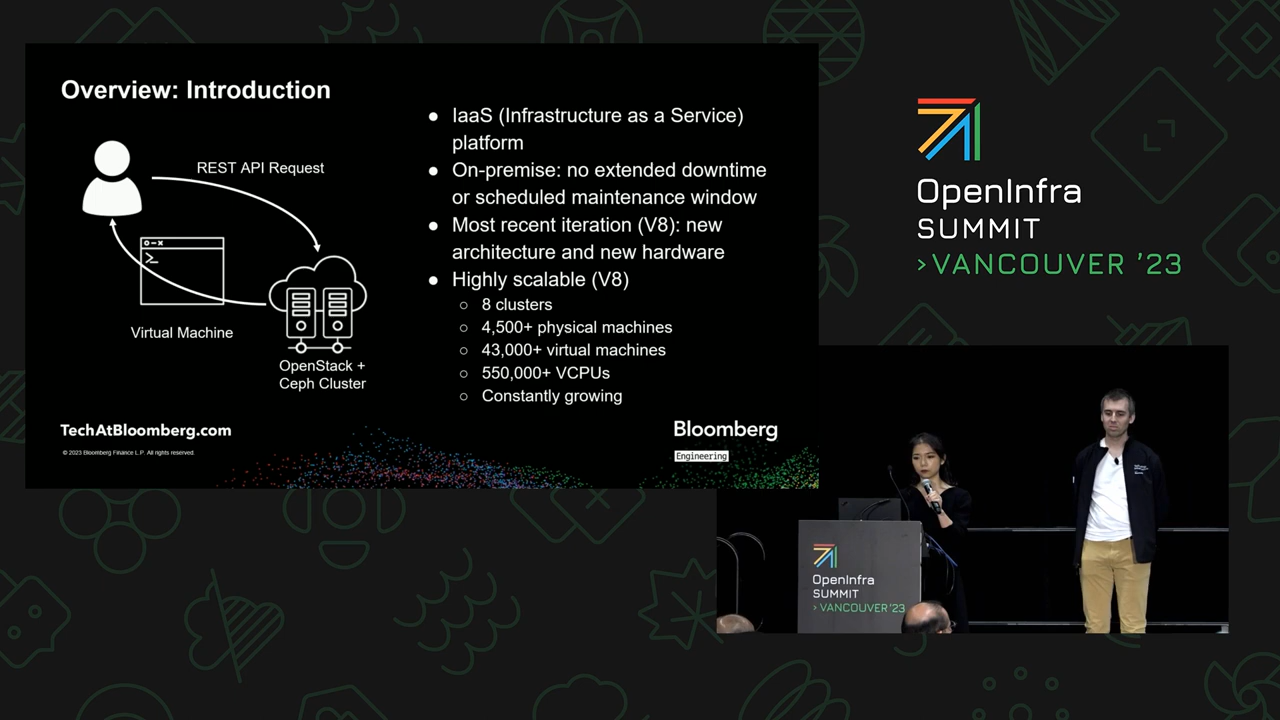 Overview: Introduction
REST API Request
Virtual Machine
OpenStack +
Ceph Cluster
● IaaS (Infrastructure as a Service)
platform
● On-premise: no extended downtime
or scheduled maintenance window
● Most recent iteration (V8): new
architecture and new hardware
● Highly scalable (V8)
○ 8 clusters
○ 4,500+ physical machines
○ 43,000+ virtual machines
○ 550,000+ VCPUs
○ Constantly growing
TechAtBloomberg.com
© 2023 Bloomberg Finance L.P. All rights reserved.
Bloomberg
Engineering
OpenInfra
SUMMIT
>VANCOUVER '23
OpenInfra
SUMMIT
> VANCOUVER'23